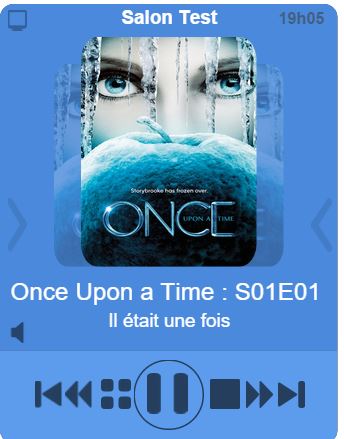 Salon Test
19h05
Storybrooke has frozen over.
ONCE
UPON A TIME
Once Upon a Time : S01E01
Il était une fois